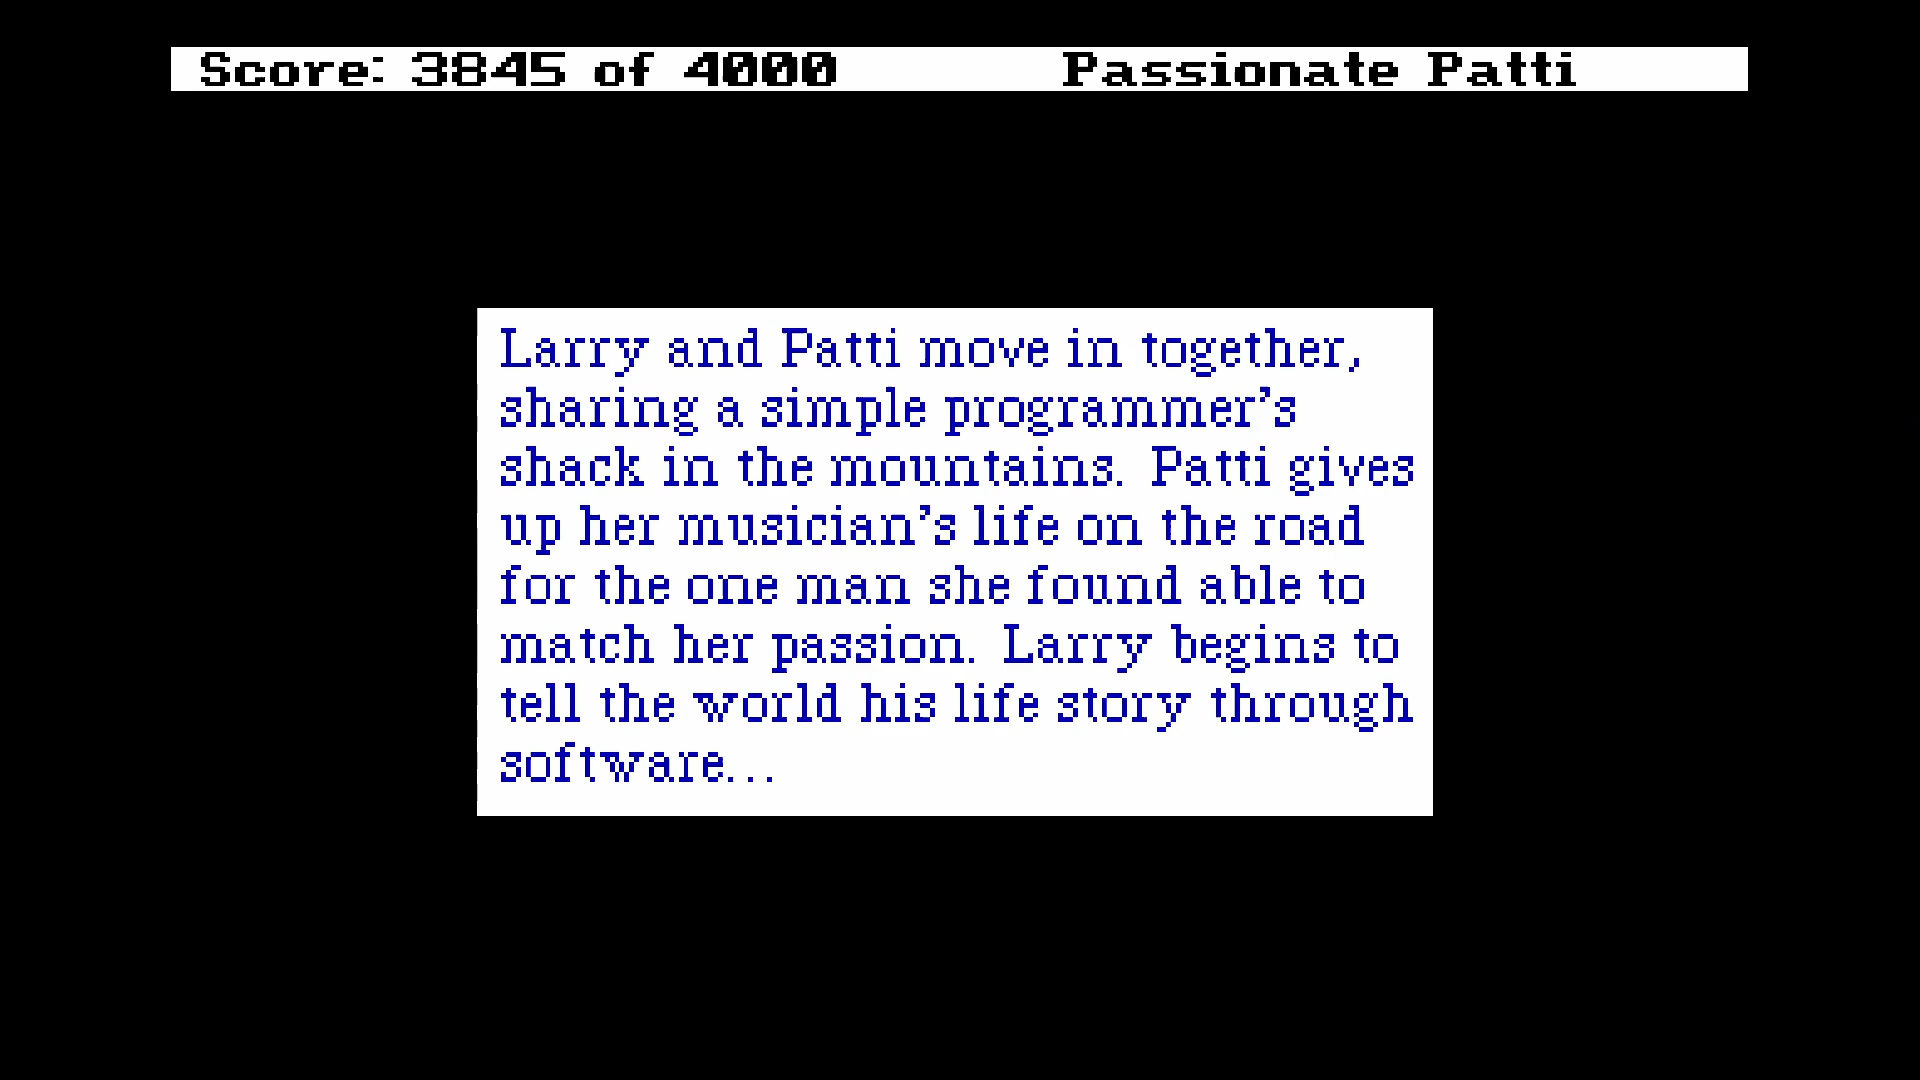 Score: 3845 of 4000 Passionate Patti
Larry and Patti move in together,
sharing a simple programmer's
shack in the mountains. Patti gives
up her musician's life on the road
for the one man she found able to
match her passion. Larry begins to
tell the world his life story through
software...